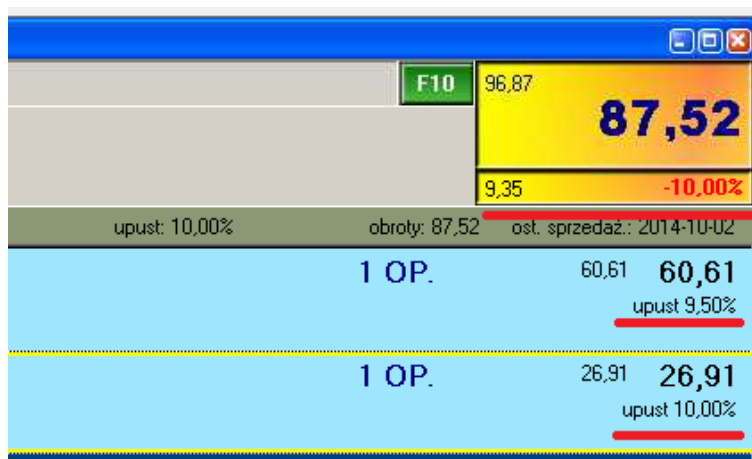 F10 96,87
87,52
9,35 -10,00%
upust: 10,00% obroty: 87,52 ost. sprzedaż.: 2014-10-02
1 OP. 60,61 60,61
upust 9,50%
1 OP. 26,91 26,91
upust 10,00%